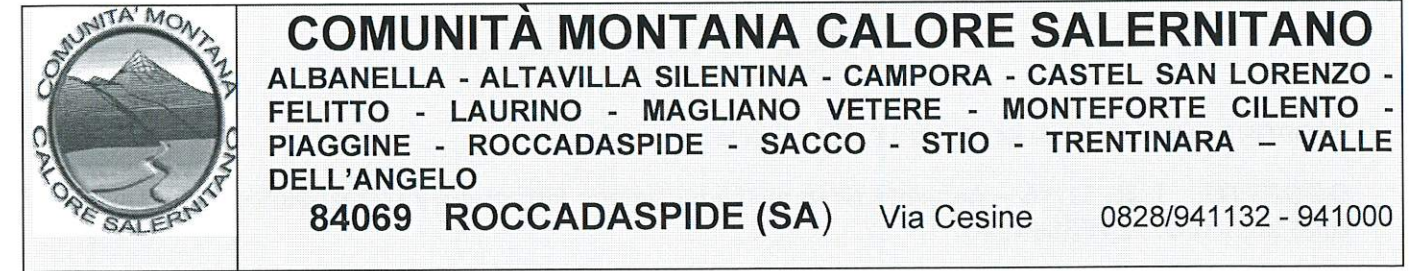 COMUNITA' MONTANA
CALORE SALERNITANO
COMUNITÀ MONTANA CALORE SALERNITANO
ALBANELLA - ALTAVILLA SILENTINA - CAMPORA - CASTEL SAN LORENZO -
FELITTO - LAURINO - MAGLIANO VETERE - MONTEFORTE CILENTO -
PIAGGINE - ROCCADASPIDE - SACCO - STIO - TRENTINARA – VALLE
DELL'ANGELO
84069 ROCCADASPIDE (SA) Via Cesine 0828/941132 - 941000